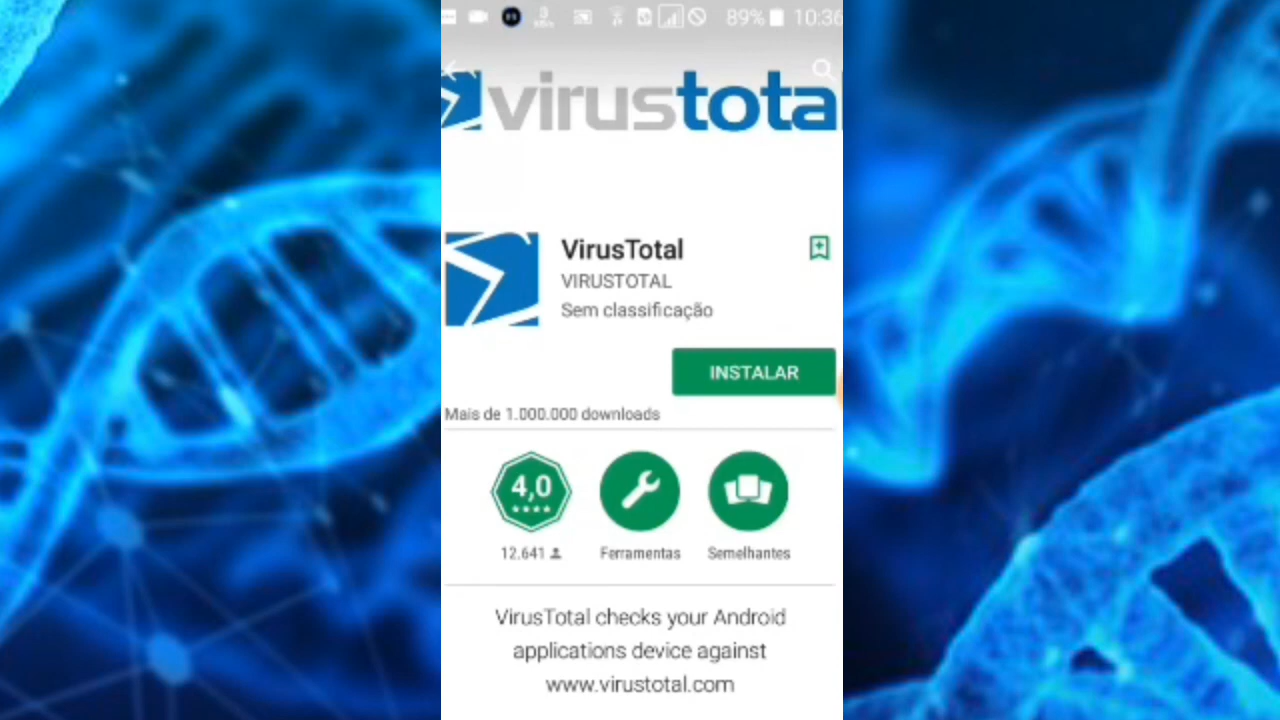 89% 10:36
virustota
VirusTotal
VIRUSTOTAL
Sem classificação
INSTALAR
Mais de 1.000.000 downloads
4,0
12.641
Ferramentas
Semelhantes
VirusTotal checks your Android
applications device against
www.virustotal.com